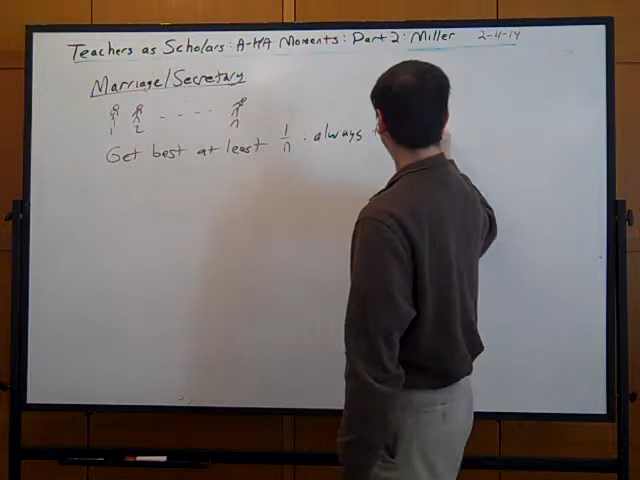 Teachers as Scholars: A-HA Moments: Part 2: Miller 2-4-14
Marriage/Secretary
1 2 - - - - n
Get best at least 1/n : always